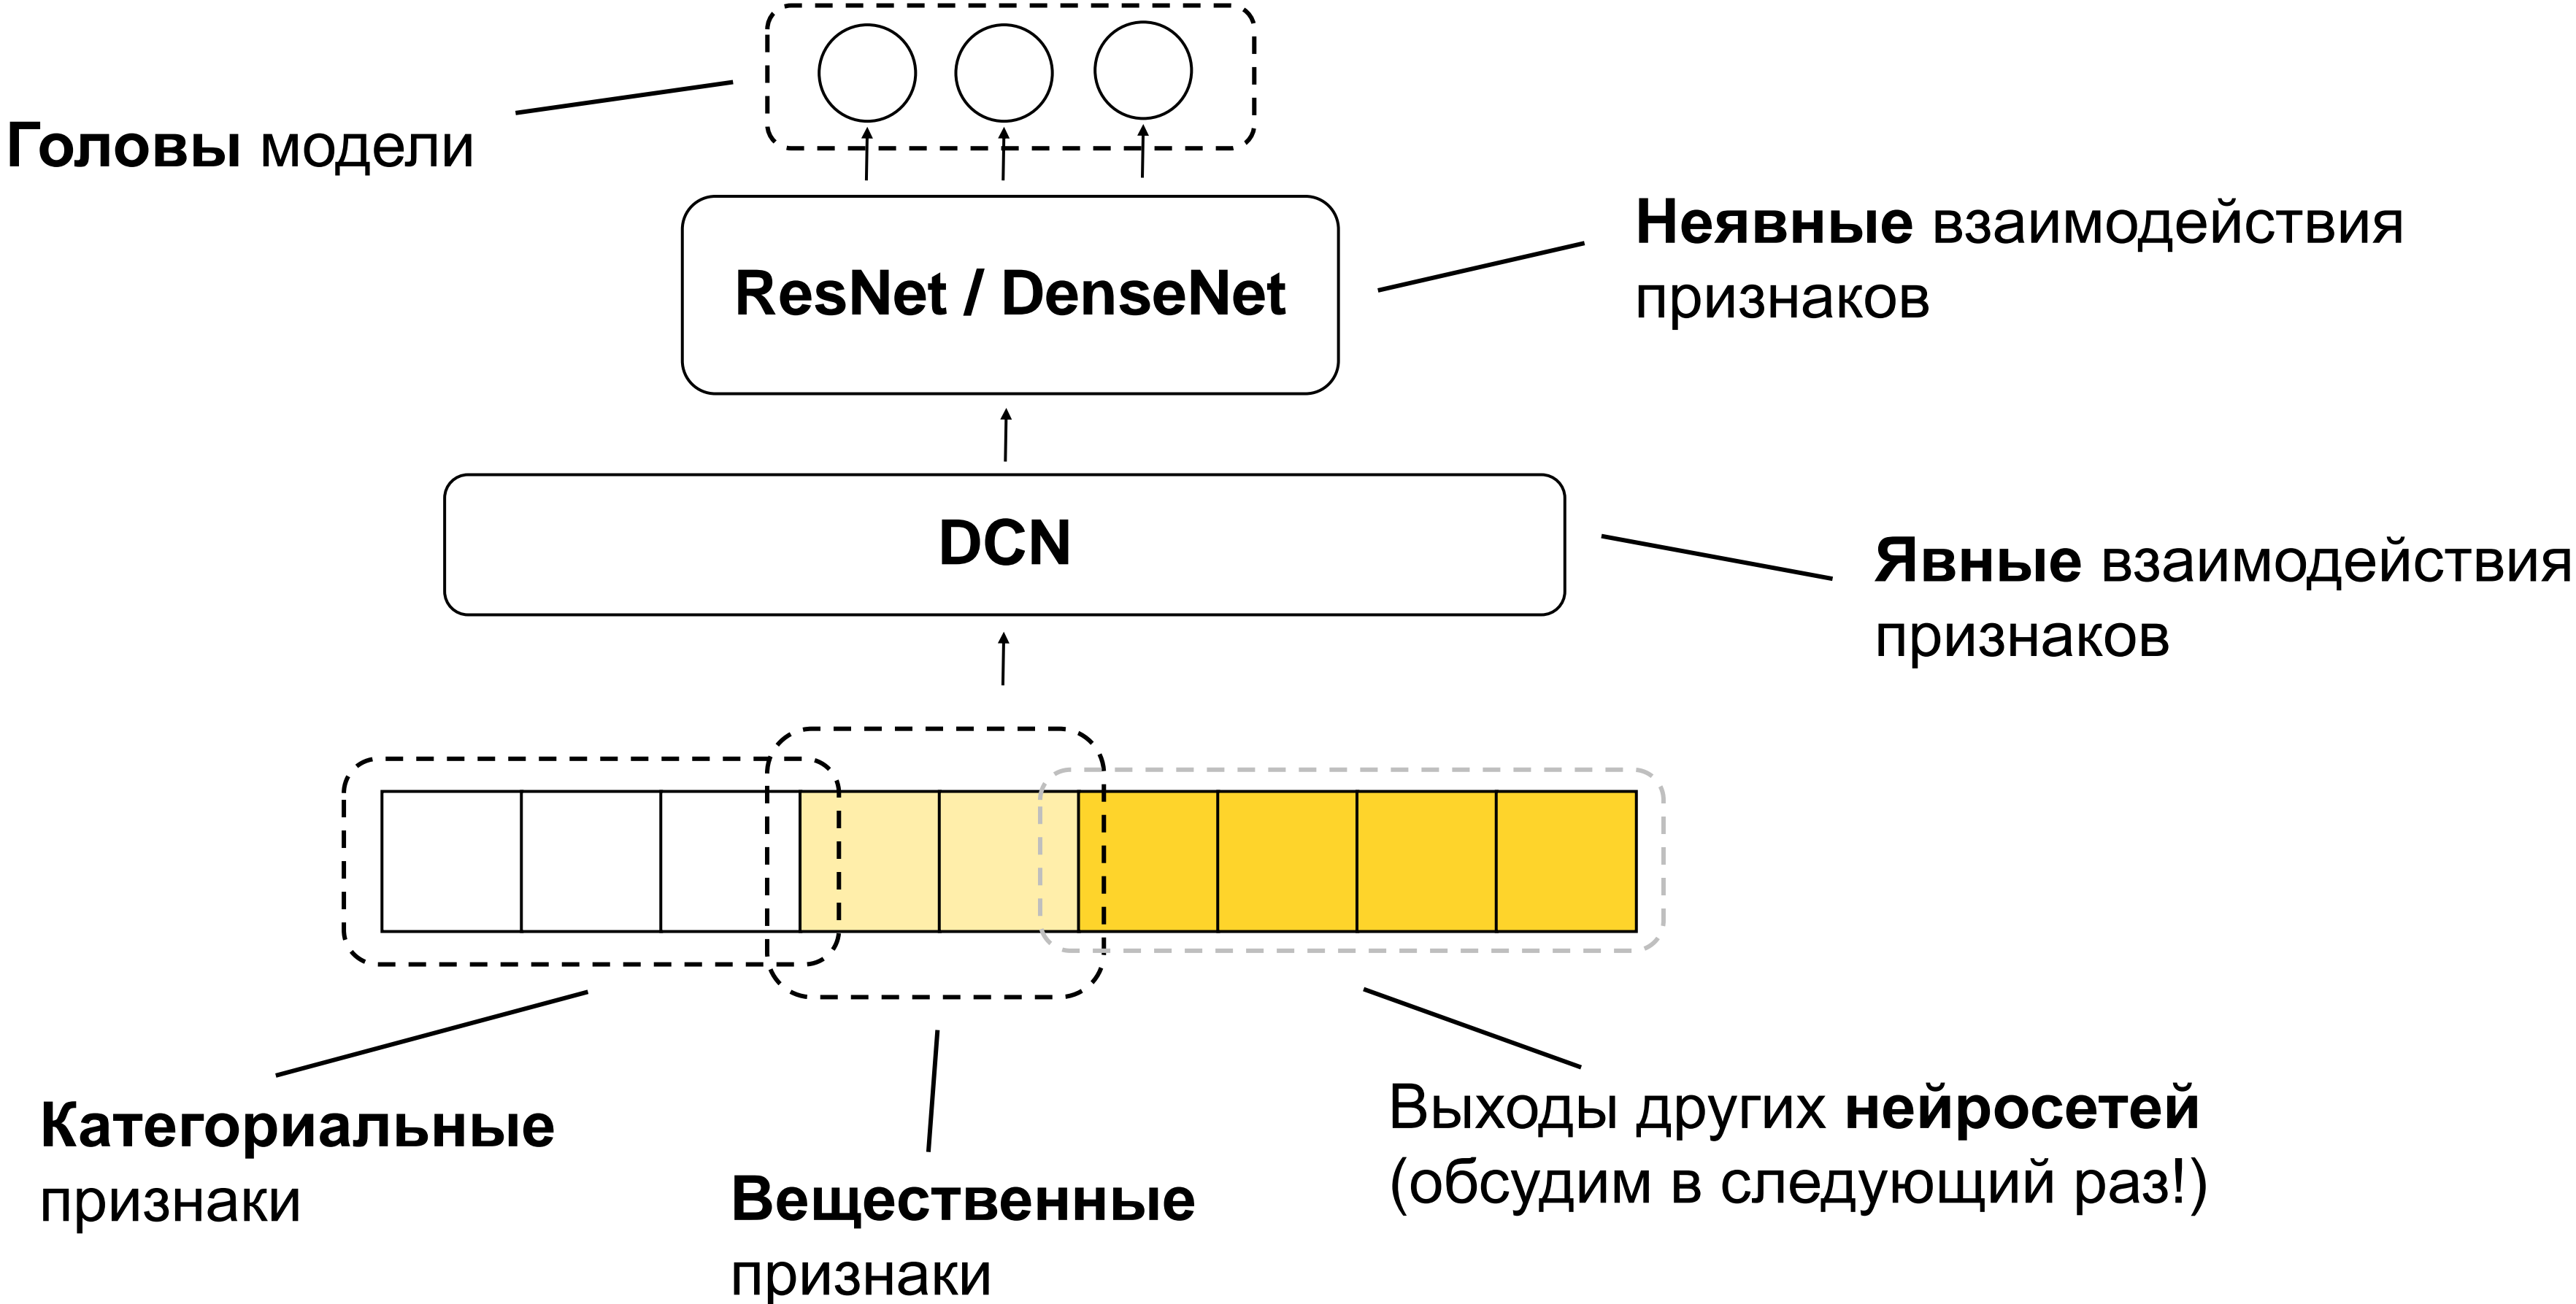 Головы модели
ResNet / DenseNet
Неявные взаимодействия
признаков
DCN
Явные взаимодействия
признаков
Категориальные
признаки
Вещественные
признаки
Выходы других нейросетей
(обсудим в следующий раз!)